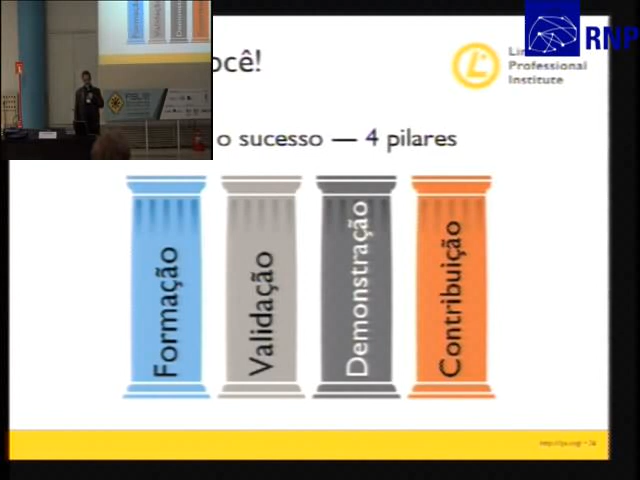 ocê!
Professional
Institute
RNP
o sucesso — 4 pilares
Formação
Validação
Demonstração
Contribuição